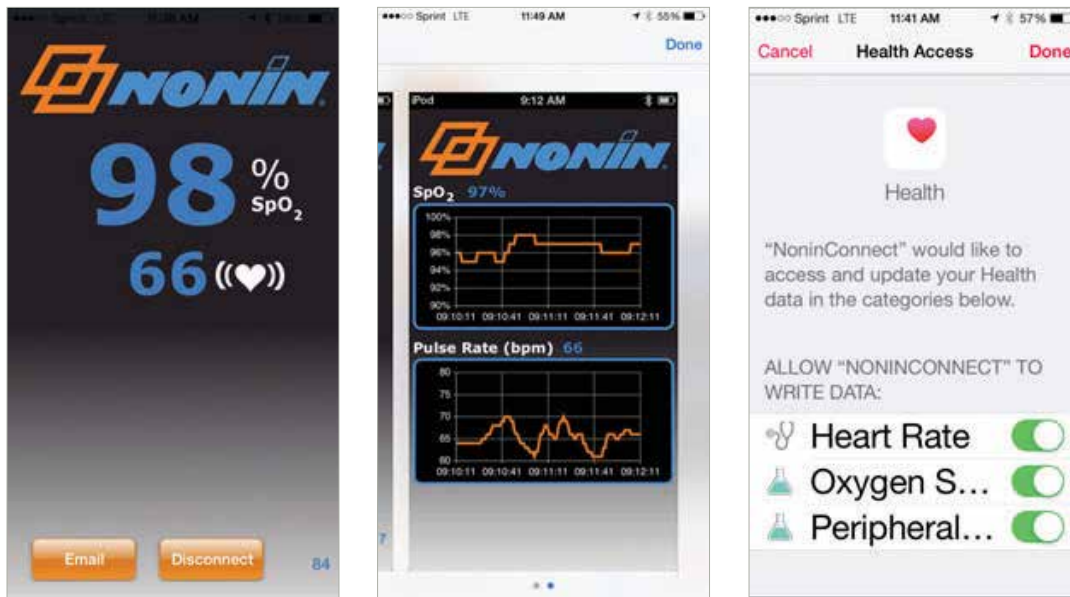 NONIN
98 %
SpO2
66
Email
Disconnect
84
Sprint LTE 11:49 AM 55%
Done
iPod 9:12 AM
NONIN
SpO2 97%
100%
98%
96%
94%
92%
90%
09:10:11 09:10:41 09:11:11 09:11:41 09:12:11
Pulse Rate (bpm) 66
80
75
70
65
60
09:10:11 09:10:41 09:11:11 09:11:41 09:12:11
7
Sprint LTE 11:41 AM 57%
Cancel Health Access Done
Health
"NoninConnect" would like to
access and update your Health
data in the categories below.
ALLOW "NONINCONNECT" TO
WRITE DATA:
Heart Rate
Oxygen S...
Peripheral...